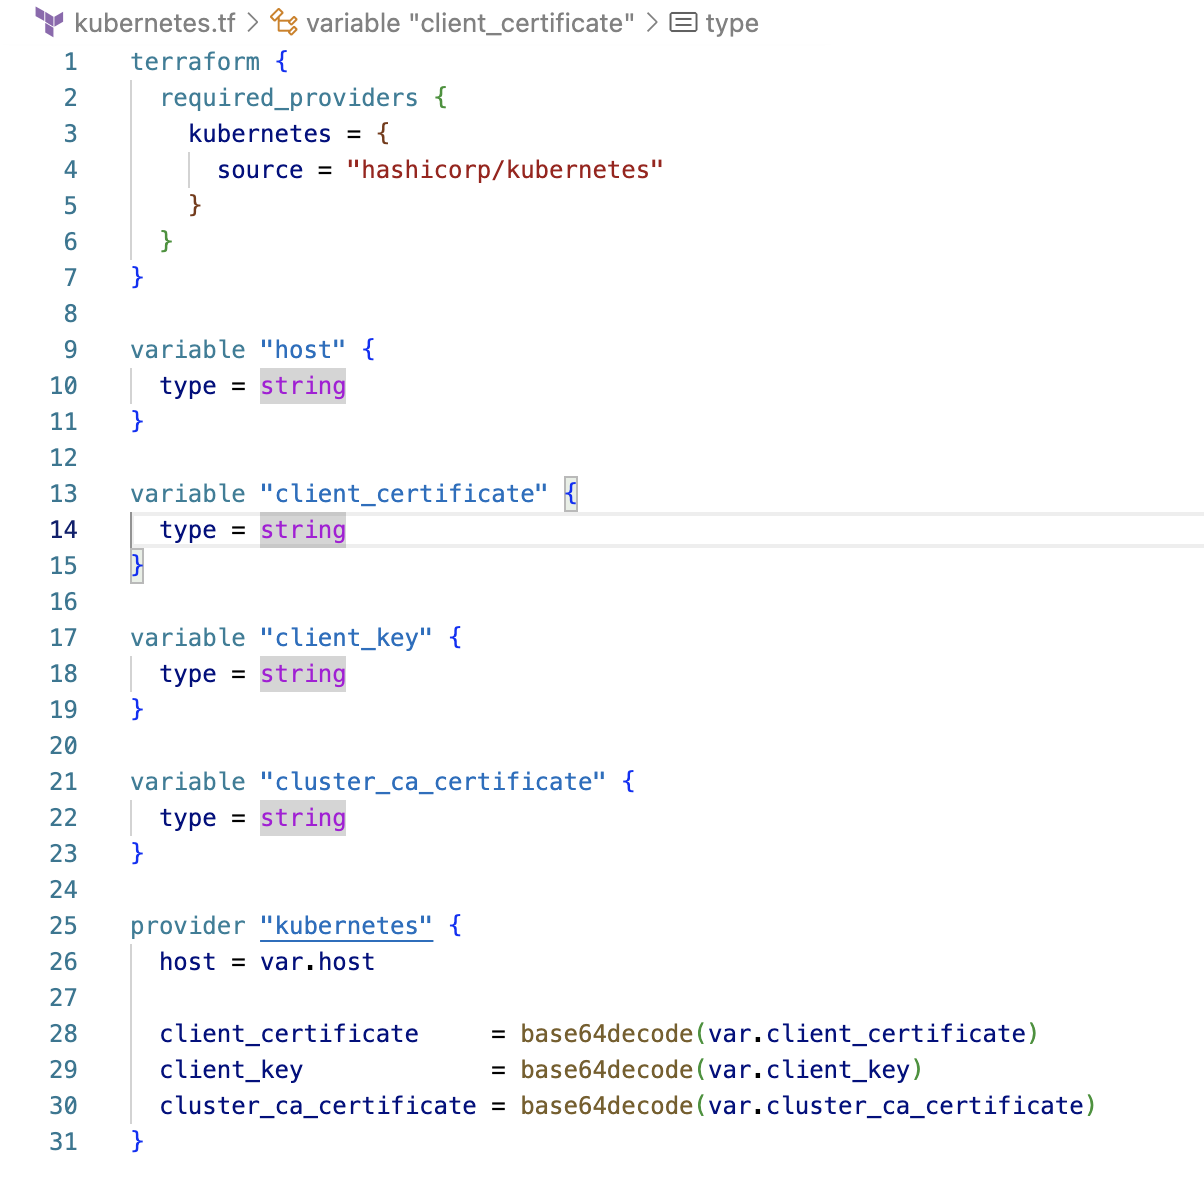 kubernetes.tf > variable "client_certificate" > type
1 terraform {
2   required_providers {
3     kubernetes = {
4       source = "hashicorp/kubernetes"
5     }
6   }
7 }
8
9 variable "host" {
10   type = string
11 }
12
13 variable "client_certificate" {
14   type = string
15 }
16
17 variable "client_key" {
18   type = string
19 }
20
21 variable "cluster_ca_certificate" {
22   type = string
23 }
24
25 provider "kubernetes" {
26   host = var.host
27
28   client_certificate     = base64decode(var.client_certificate)
29   client_key             = base64decode(var.client_key)
30   cluster_ca_certificate = base64decode(var.cluster_ca_certificate)
31 }